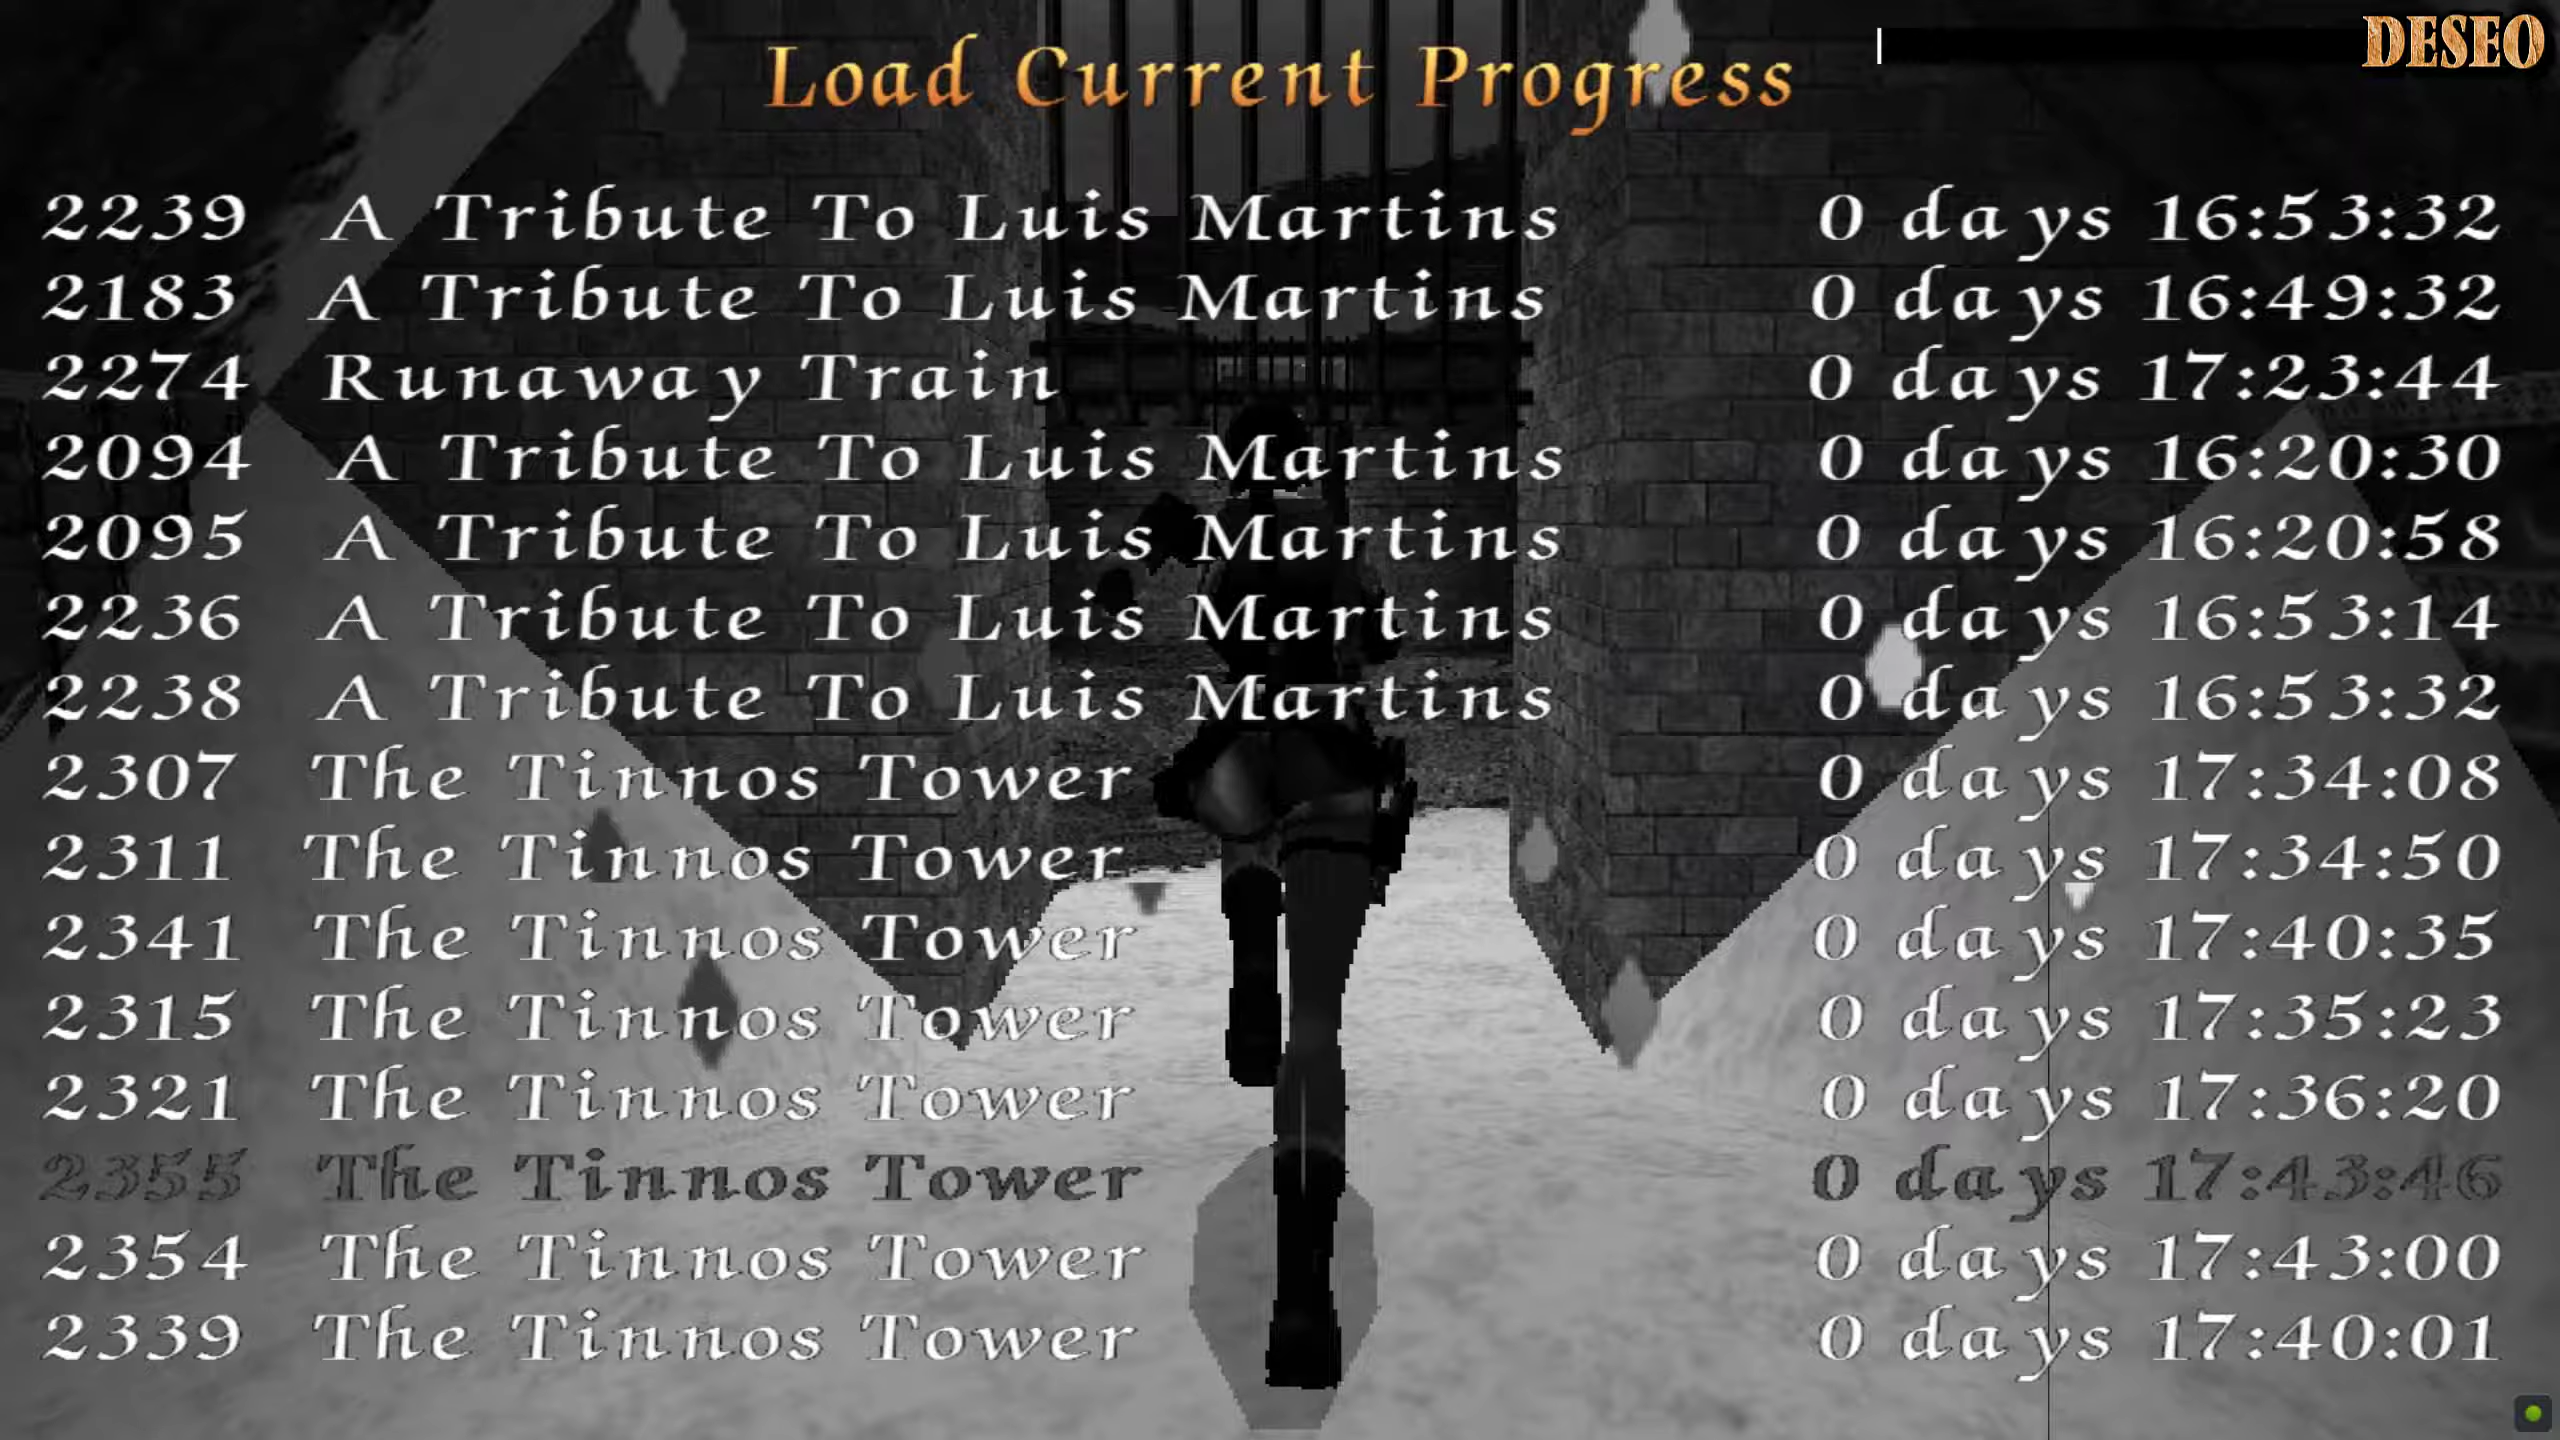 Load Current Progress
DESEO
2239 A Tribute To Luis Martins 0 days 16:53:32
2183 A Tribute To Luis Martins 0 days 16:49:32
2274 Runaway Train 0 days 17:23:44
2094 A Tribute To Luis Martins 0 days 16:20:30
2095 A Tribute To Luis Martins 0 days 16:20:58
2236 A Tribute To Luis Martins 0 days 16:53:14
2238 A Tribute To Luis Martins 0 days 16:53:32
2307 The Tinnos Tower 0 days 17:34:08
2311 The Tinnos Tower 0 days 17:34:50
2341 The Tinnos Tower 0 days 17:40:35
2315 The Tinnos Tower 0 days 17:35:23
2321 The Tinnos Tower 0 days 17:36:20
2355 The Tinnos Tower 0 days 17:43:46
2354 The Tinnos Tower 0 days 17:43:00
2339 The Tinnos Tower 0 days 17:40:01